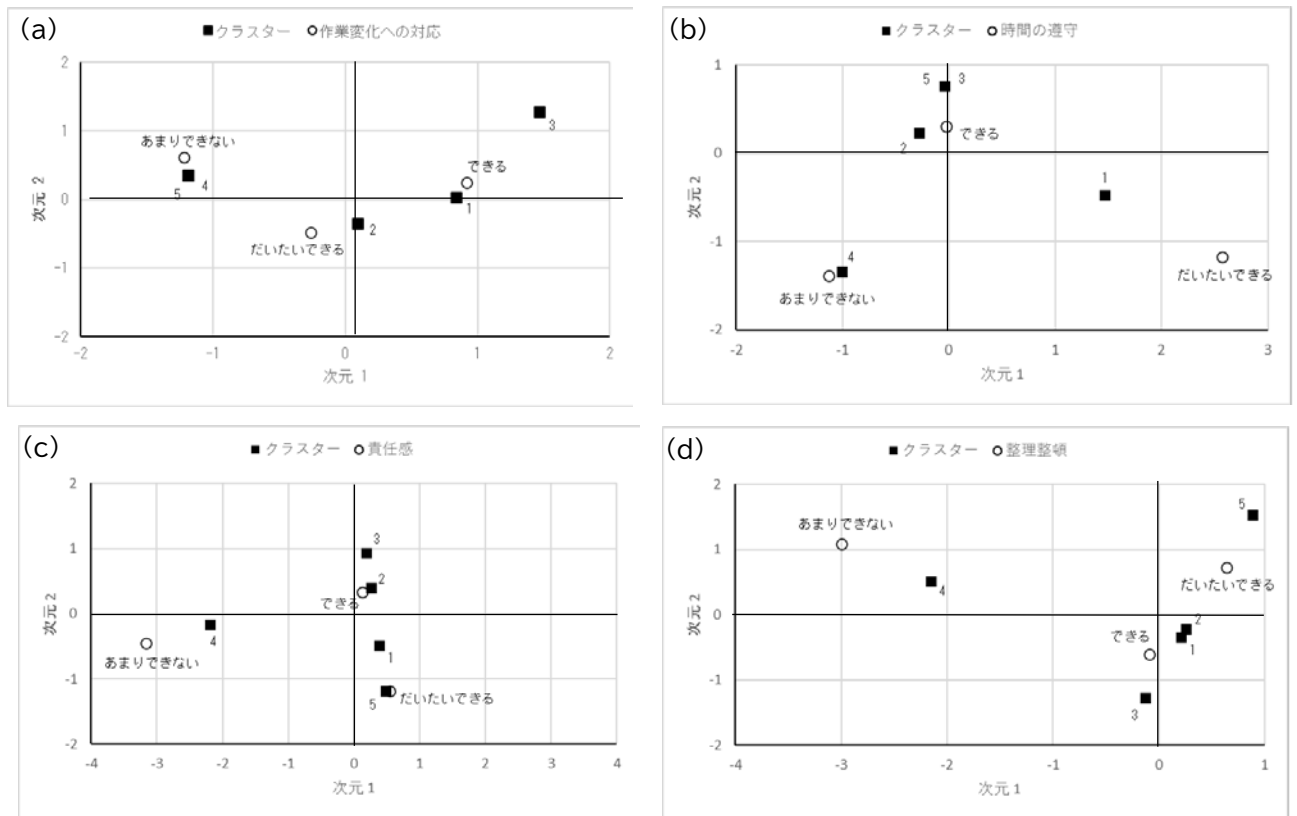 (a)
■クラスター ○作業変化への対応
2
あまりできない
3
1
できる
5 4
0
1
2
だいたいできる
-1
-2
-2 -1 0 1 2
次元 1
次元 2
(b)
■クラスター ○時間の遵守
1
5 3
できる
2
0
1
-1
4
だいたいできる
あまりできない
-2
-2 -1 0 1 2 3
次元 1
次元 2
(c)
■クラスター ○責任感
2
3
1
2
できる
0
4
1
あまりできない
-1
5
だいたいできる
-2
-4 -3 -2 -1 0 1 2 3 4
次元 1
次元 2
(d)
■クラスター ○整理整頓
2
5
あまりできない
1
4
だいたいできる
0
2
できる
1
-1
3
-2
-4 -3 -2 -1 0 1
次元 1
次元 2